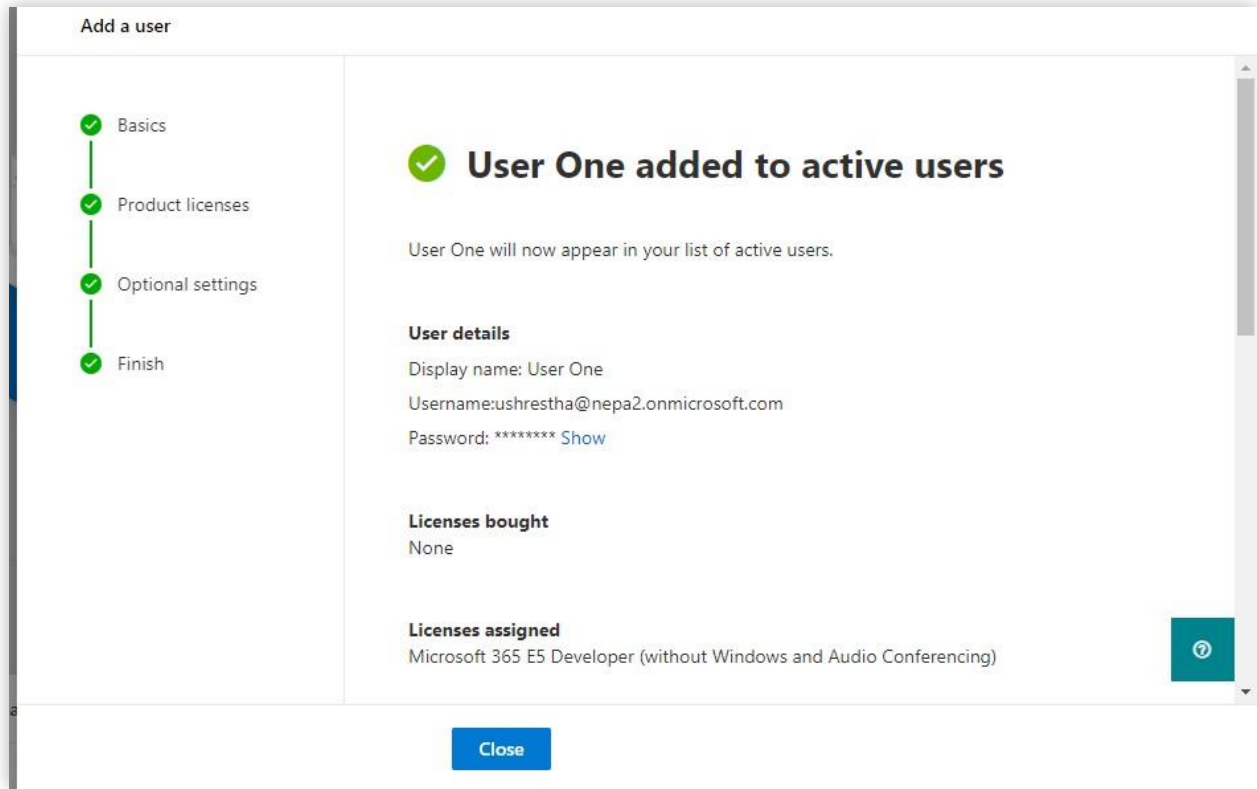 Add a user
Basics
Product licenses
Optional settings
Finish
User One added to active users
User One will now appear in your list of active users.
User details
Display name: User One
Username:ushrestha@nepa2.onmicrosoft.com
Password: ******** Show
Licenses bought
None
Licenses assigned
Microsoft 365 E5 Developer (without Windows and Audio Conferencing)
Close